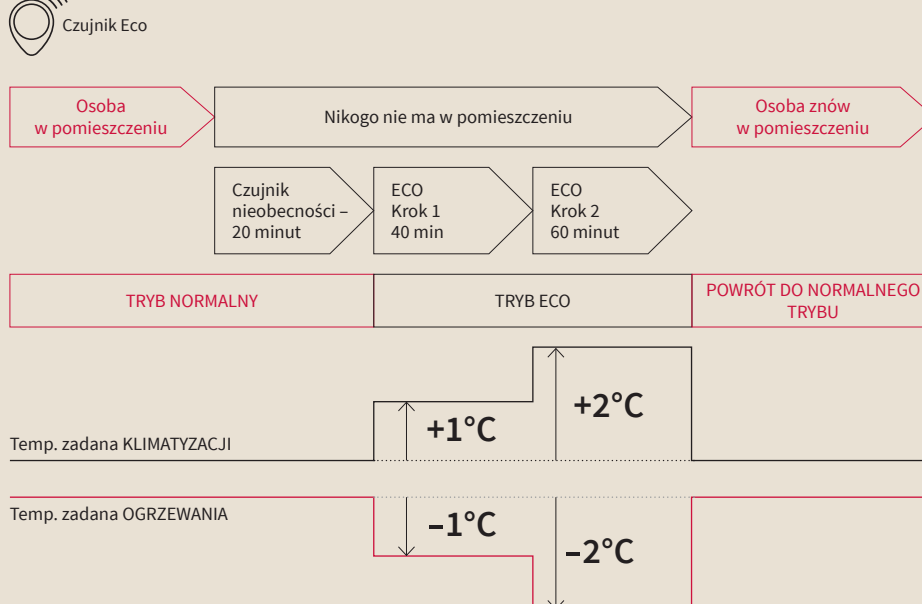 Czujnik Eco
Osoba
w pomieszczeniu
Nikogo nie ma w pomieszczeniu
Osoba znów
w pomieszczeniu
Czujnik
nieobecności –
20 minut
ECO
Krok 1
40 min
ECO
Krok 2
60 minut
TRYB NORMALNY
TRYB ECO
POWRÓT DO NORMALNEGO
TRYBU
Temp. zadana KLIMATYZACJI
+1°C
+2°C
Temp. zadana OGRZEWANIA
–1°C
–2°C